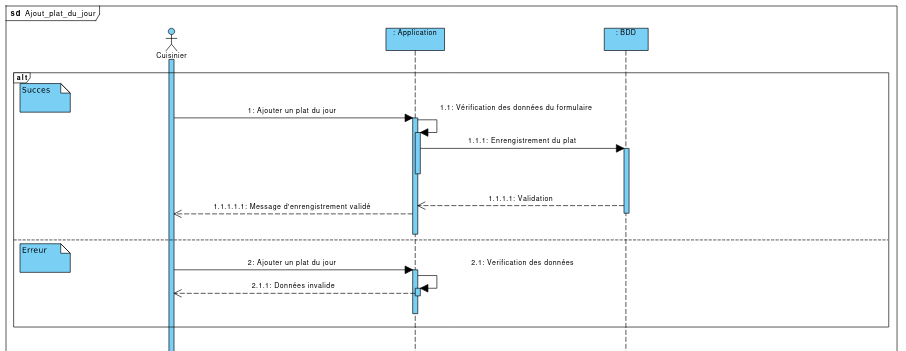 sd Ajout_plat_du_jour
: Application
: BDD
Cuisinier
alt
Succes
1.1: Vérification des données du formulaire
1: Ajouter un plat du jour
1.1.1: Enrengistrement du plat
1.1.1.1: Validation
1.1.1.1.1: Message d'enregistrement validé
Erreur
2: Ajouter un plat du jour
2.1: Verification des données
2.1.1: Données invalide